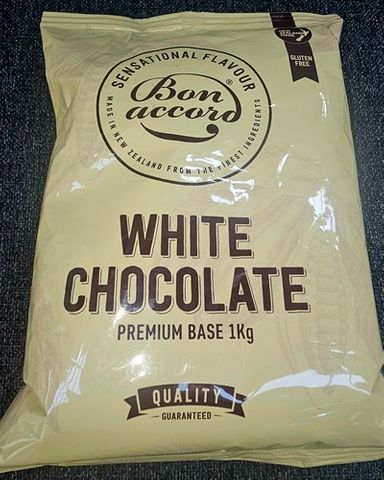 SENSATIONAL FLAVOUR
Bon
accord
®
MADE IN NEW ZEALAND FROM THE FINEST INGREDIENTS
GLUTEN
FREE
WHITE
CHOCOLATE
PREMIUM BASE 1Kg
QUALITY
GUARANTEED